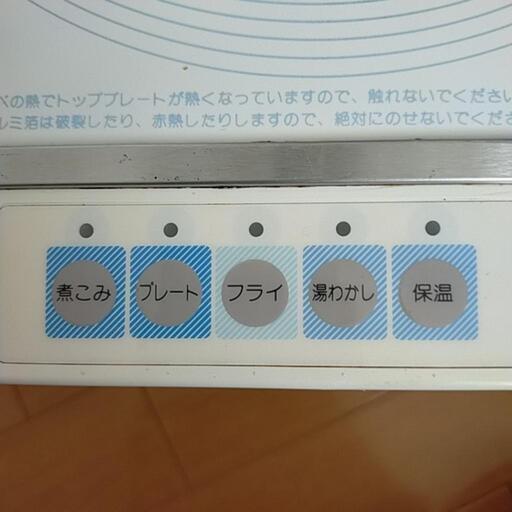 べの熱でトッププレートが熱くなっていますので、触れないでください
ルミ箔は破裂したり、赤熱したりしますので、絶対にのせないでくださ
煮こみ プレート フライ 湯わかし 保温